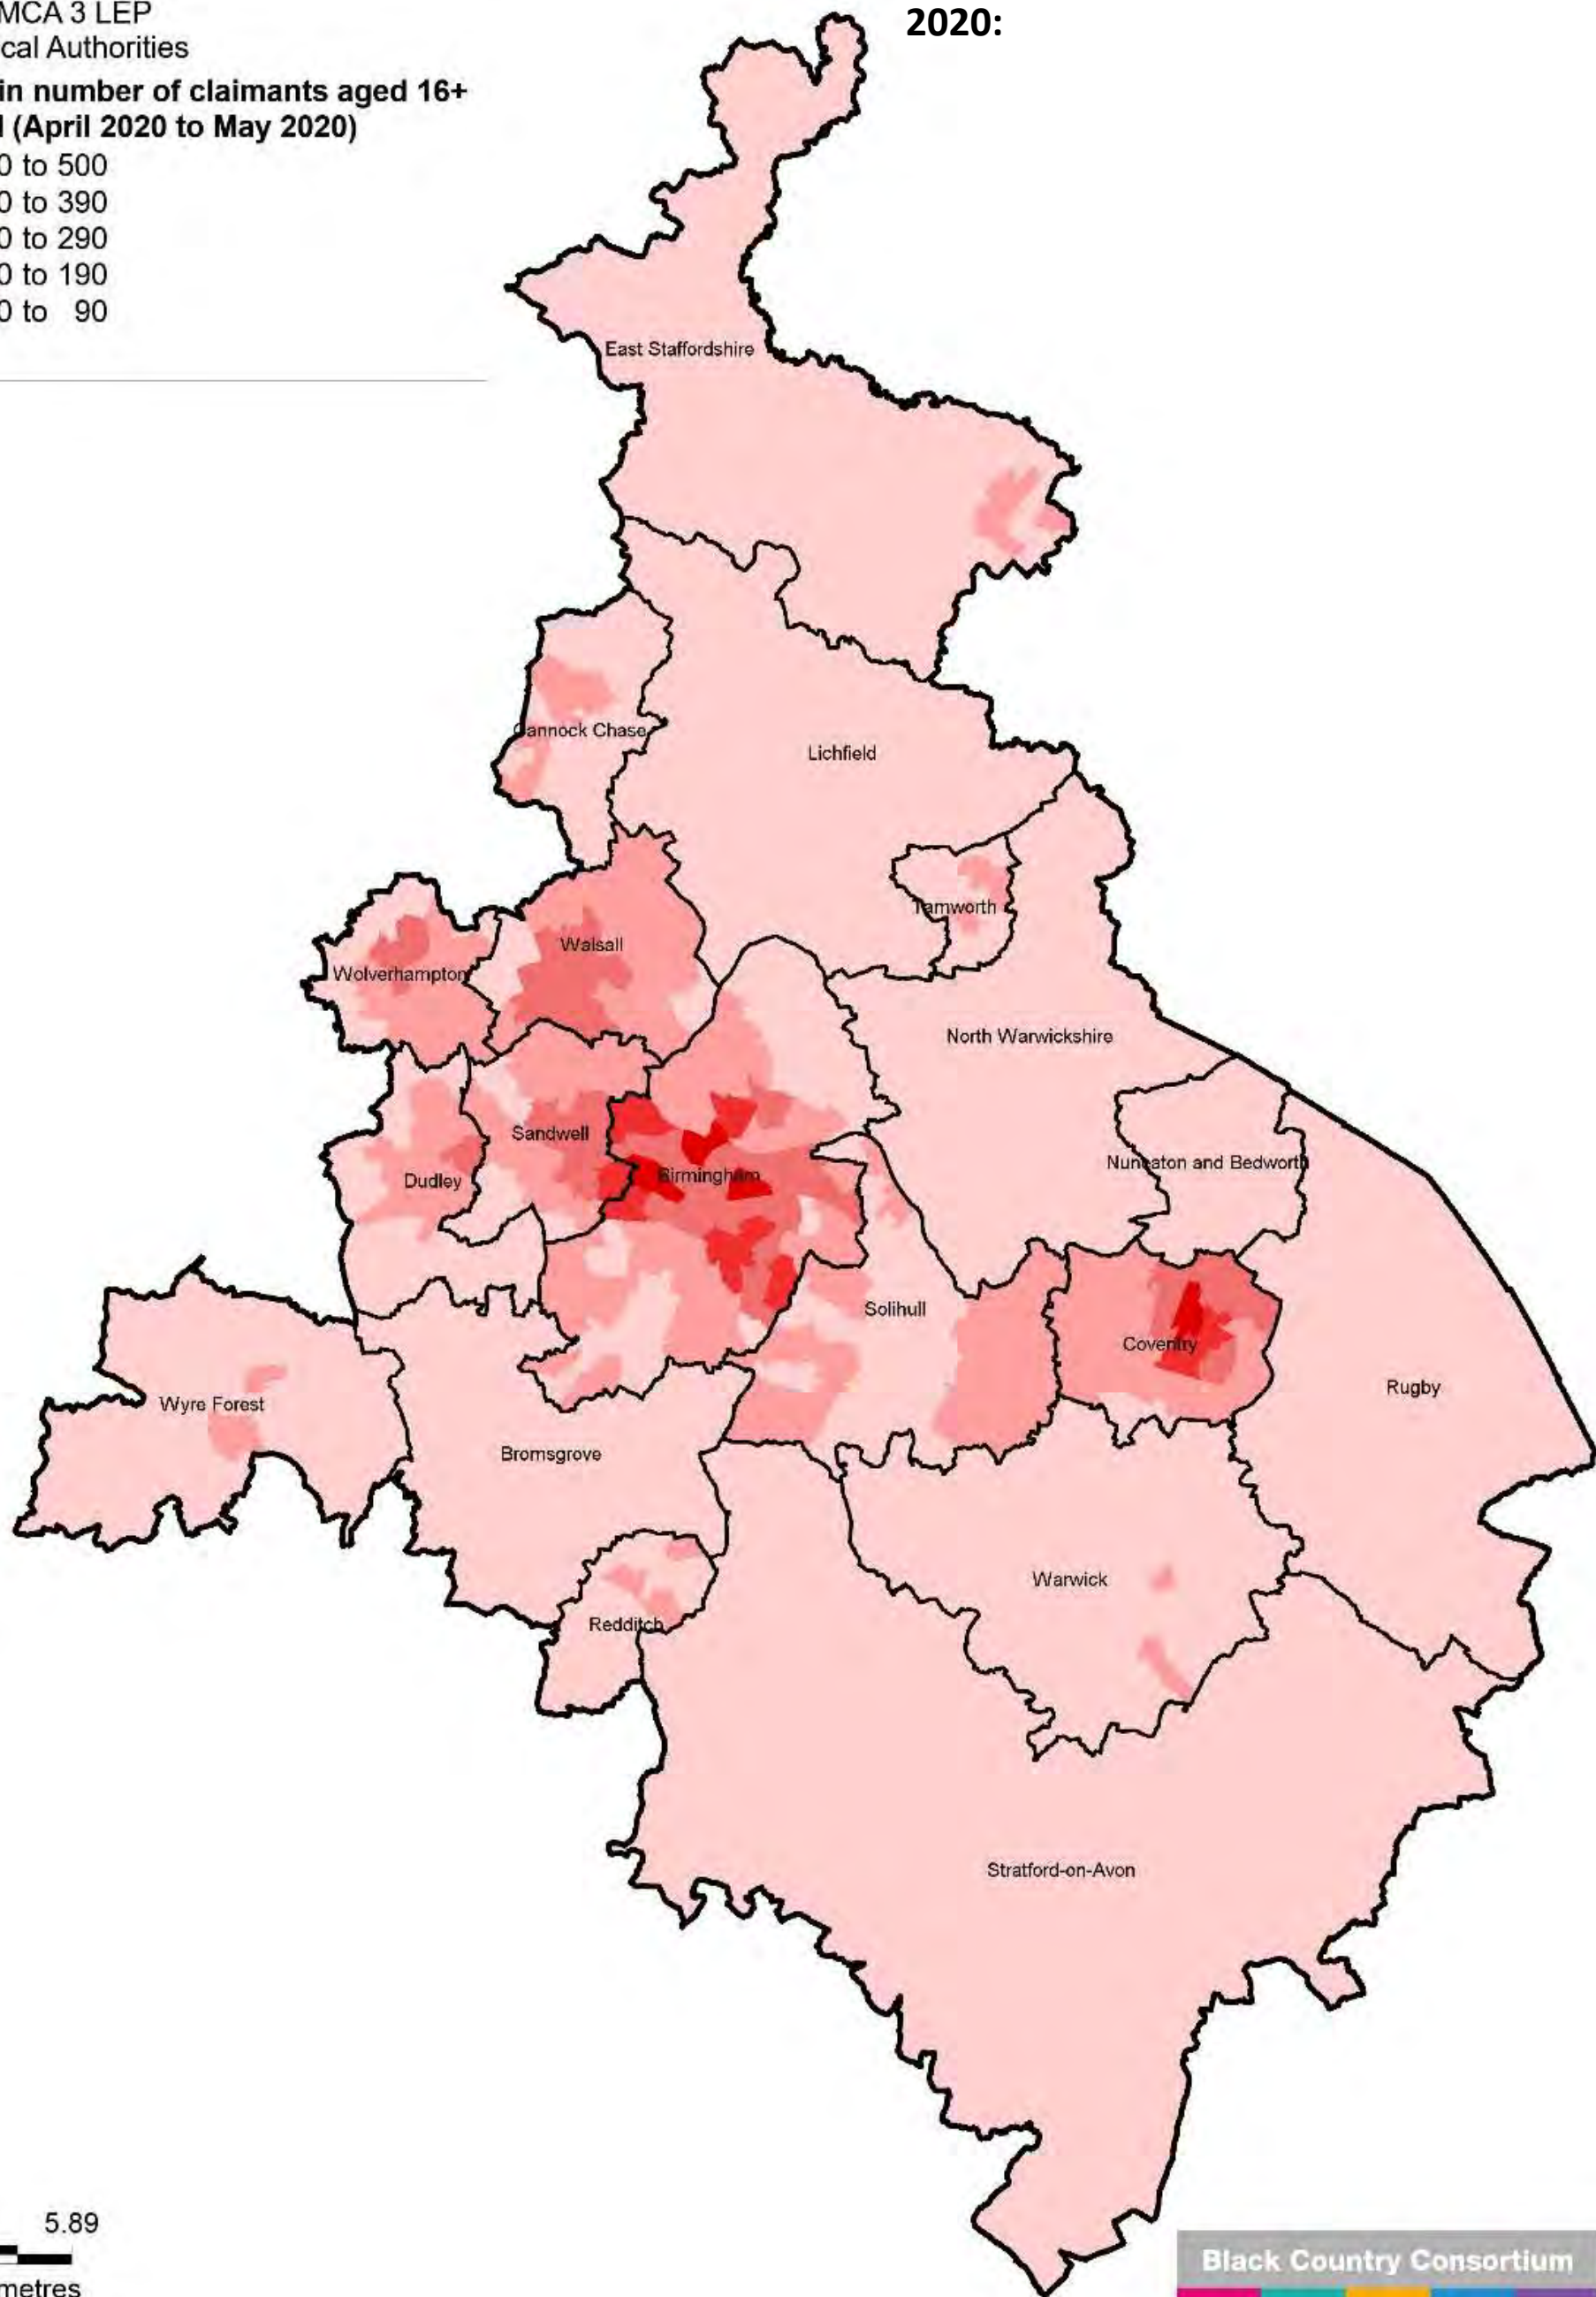 MCA 3 LEP
cal Authorities
in number of claimants aged 16+
(April 2020 to May 2020)
0 to 500
0 to 390
0 to 290
0 to 190
0 to 90
2020:
East Staffordshire
Cannock Chase
Lichfield
Tamworth
Walsall
Wolverhampton
North Warwickshire
Sandwell
Nuneaton and Bedworth
Birmingham
Dudley
Solihull
Coventry
Rugby
Wyre Forest
Bromsgrove
Warwick
Redditch
Stratford-on-Avon
5.89
metres
Black Country Consortium